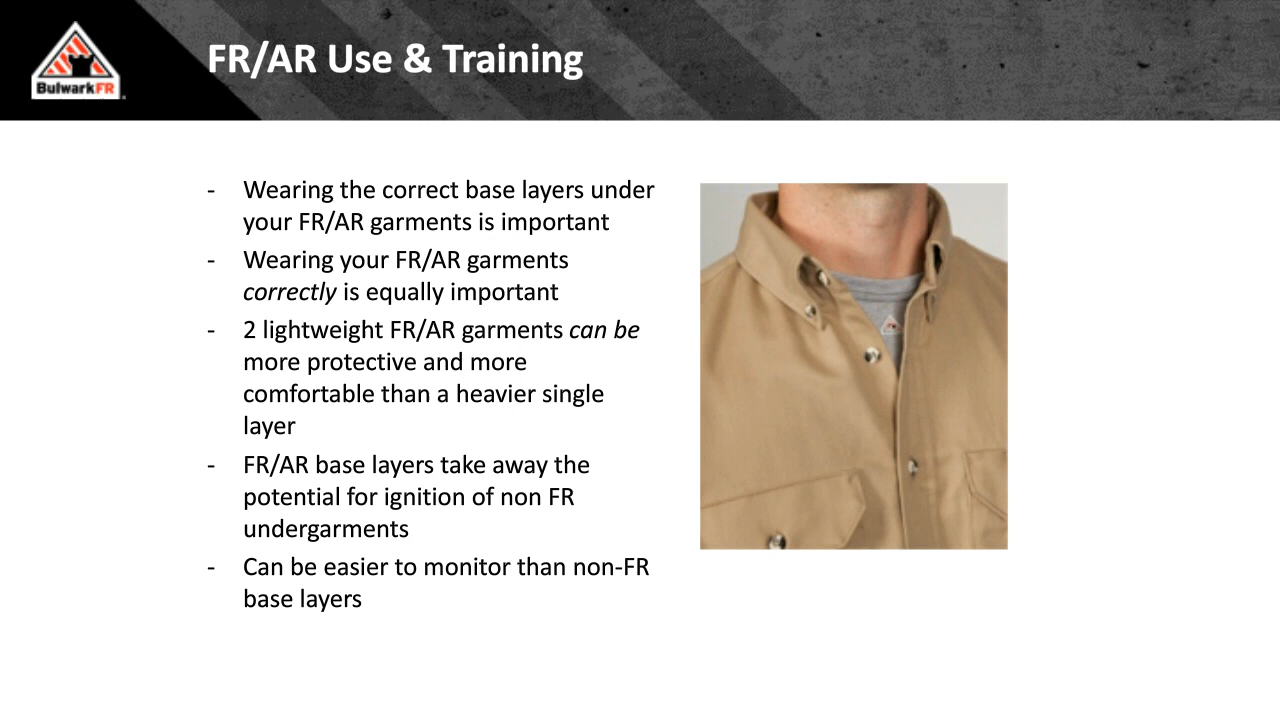 FR/AR Use & Training
BulwarkFR
- Wearing the correct base layers under
your FR/AR garments is important
- Wearing your FR/AR garments
correctly is equally important
- 2 lightweight FR/AR garments can be
more protective and more
comfortable than a heavier single
layer
- FR/AR base layers take away the
potential for ignition of non FR
undergarments
- Can be easier to monitor than non-FR
base layers